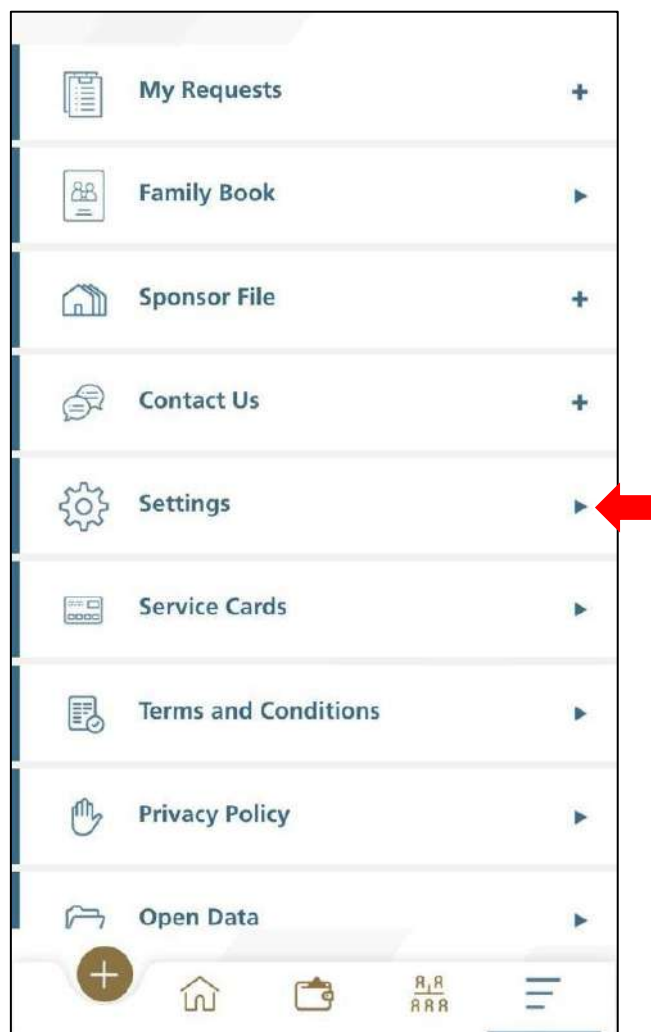 My Requests
Family Book
Sponsor File
Contact Us
Settings
Service Cards
Terms and Conditions
Privacy Policy
Open Data